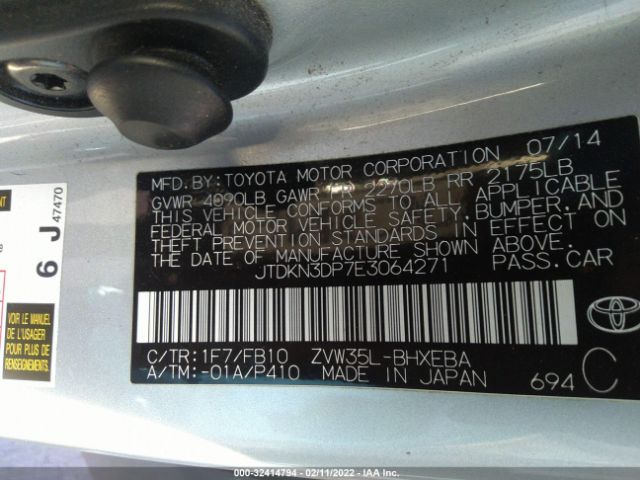 MFD. BY: TOYOTA MOTOR CORPORATION 07/14
GVWR 4090LB GAWR FR 2270LB RR 2175LB
THIS VEHICLE CONFORMS TO ALL APPLICABLE
FEDERAL MOTOR VEHICLE SAFETY, BUMPER, AND
THEFT PREVENTION STANDARDS IN EFFECT ON
THE DATE OF MANUFACTURE SHOWN ABOVE.
JTDKN3DP7E3064271 PASS. CAR
C/TR: 1F7/FB10 ZVW35L-BHXEBA
A/TM: -01A/P410 MADE IN JAPAN
694 C
TOYOTA
6 J 47470
VOIR LE MANUEL
DE L'USAGER
POUR PLUS
000-32414794 - 02/11/2022 - IAA Inc.